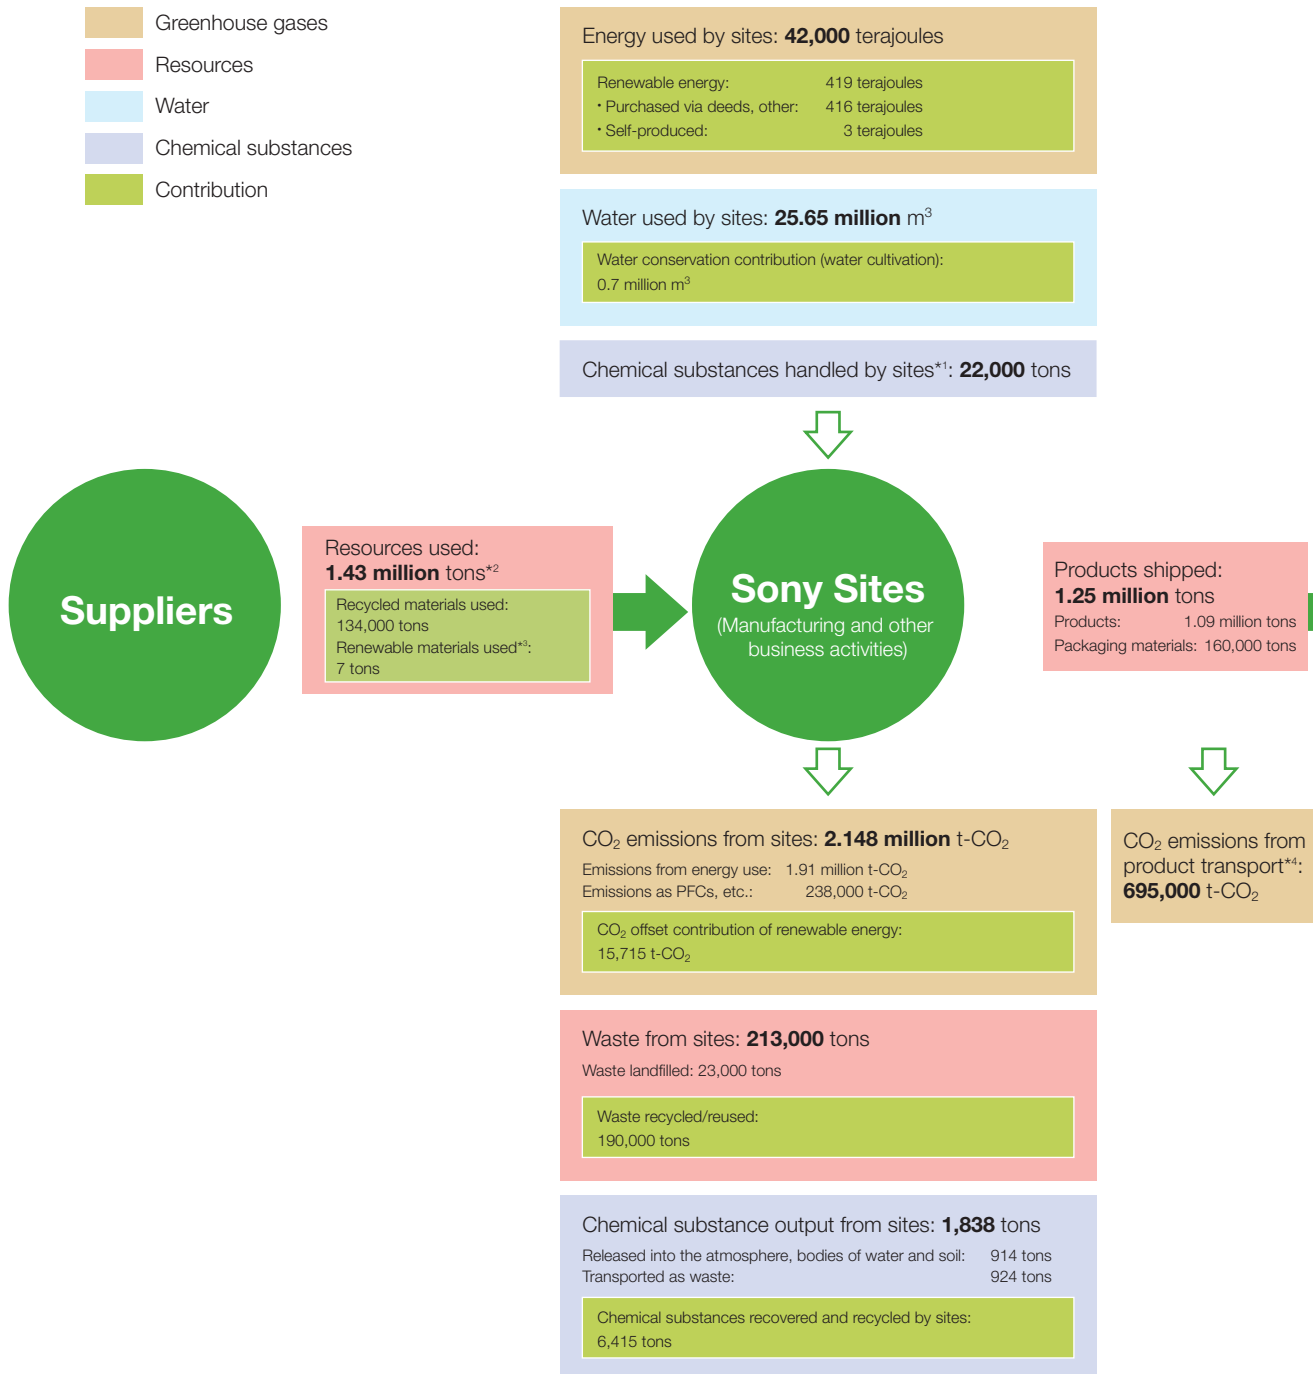 Greenhouse gases
Resources
Water
Chemical substances
Contribution
Energy used by sites: 42,000 terajoules
Renewable energy: 419 terajoules
・Purchased via deeds, other: 416 terajoules
・Self-produced: 3 terajoules
Water used by sites: 25.65 million m³
Water conservation contribution (water cultivation):
0.7 million m³
Chemical substances handled by sites*¹: 22,000 tons
Suppliers
Resources used:
1.43 million tons*²
Recycled materials used:
134,000 tons
Renewable materials used*³:
7 tons
Sony Sites
(Manufacturing and other
business activities)
Products shipped:
1.25 million tons
Products: 1.09 million tons
Packaging materials: 160,000 tons
CO₂ emissions from sites: 2.148 million t-CO₂
Emissions from energy use: 1.91 million t-CO₂
Emissions as PFCs, etc.: 238,000 t-CO₂
CO₂ offset contribution of renewable energy:
15,715 t-CO₂
CO₂ emissions from
product transport*⁴:
695,000 t-CO₂
Waste from sites: 213,000 tons
Waste landfilled: 23,000 tons
Waste recycled/reused:
190,000 tons
Chemical substance output from sites: 1,838 tons
Released into the atmosphere, bodies of water and soil: 914 tons
Transported as waste: 924 tons
Chemical substances recovered and recycled by sites:
6,415 tons